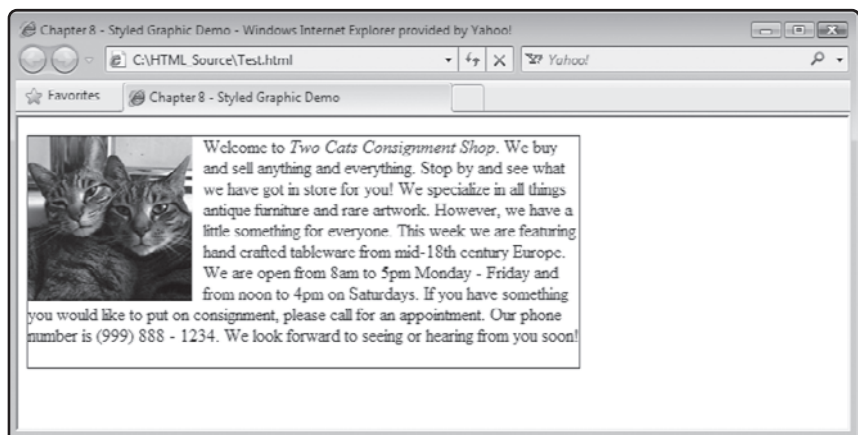 Chapter 8 - Styled Graphic Demo - Windows Internet Explorer provided by Yahoo!
C:\HTML Source\Test.html
Yahoo!
Favorites
Chapter 8 - Styled Graphic Demo
Welcome to Two Cats Consignment Shop. We buy
and sell anything and everything. Stop by and see what
we have got in store for you! We specialize in all things
antique furniture and rare artwork. However, we have a
little something for everyone. This week we are featuring
hand crafted tableware from mid-18th century Europe.
We are open from 8am to 5pm Monday - Friday and
from noon to 4pm on Saturdays. If you have something
you would like to put on consignment, please call for an appointment. Our phone
number is (999) 888 - 1234. We look forward to seeing or hearing from you soon!